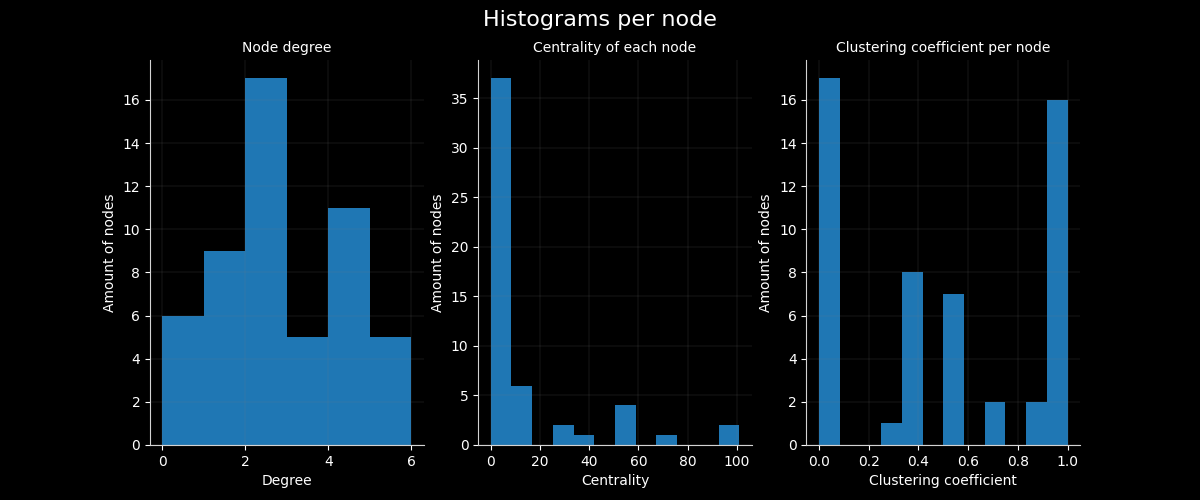 Histograms per node
Node degree
Amount of nodes
16
14
12
10
8
6
4
2
0
0 2 4 6
Degree
Centrality of each node
Amount of nodes
35
30
25
20
15
10
5
0
0 20 40 60 80 100
Centrality
Clustering coefficient per node
Amount of nodes
16
14
12
10
8
6
4
2
0
0.0 0.2 0.4 0.6 0.8 1.0
Clustering coefficient